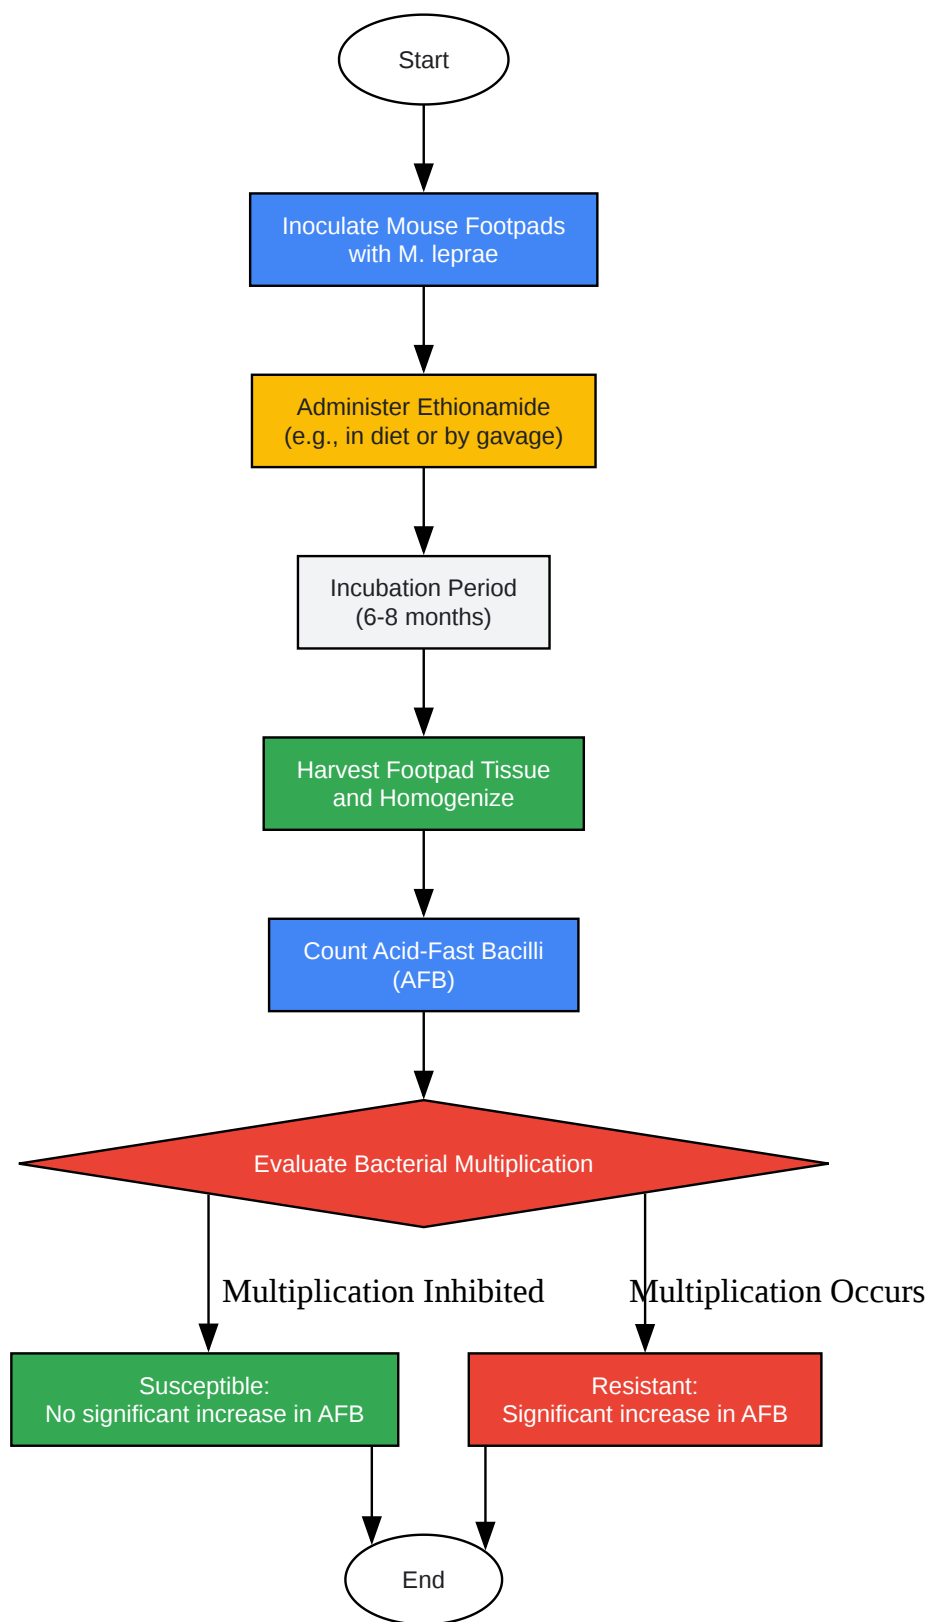 Start
Inoculate Mouse Footpads
with M. leprae
Administer Ethionamide
(e.g., in diet or by gavage)
Incubation Period
(6-8 months)
Harvest Footpad Tissue
and Homogenize
Count Acid-Fast Bacilli
(AFB)
Evaluate Bacterial Multiplication
Multiplication Inhibited
Multiplication Occurs
Susceptible:
No significant increase in AFB
Resistant:
Significant increase in AFB
End